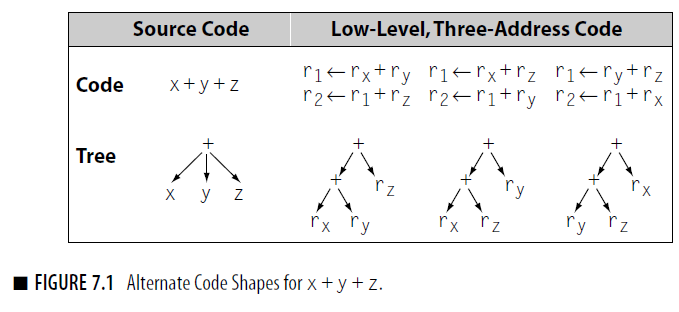 Source Code Low-Level, Three-Address Code
Code x+y+z r1←rx+ry r1←rx+rz r1←ry+rz
r2←r1+rz r2←r1+ry r2←r1+rx
Tree + + + +
x y z + rz + ry + rx
rx ry rx rz ry rz
■ FIGURE 7.1 Alternate Code Shapes for x + y + z.